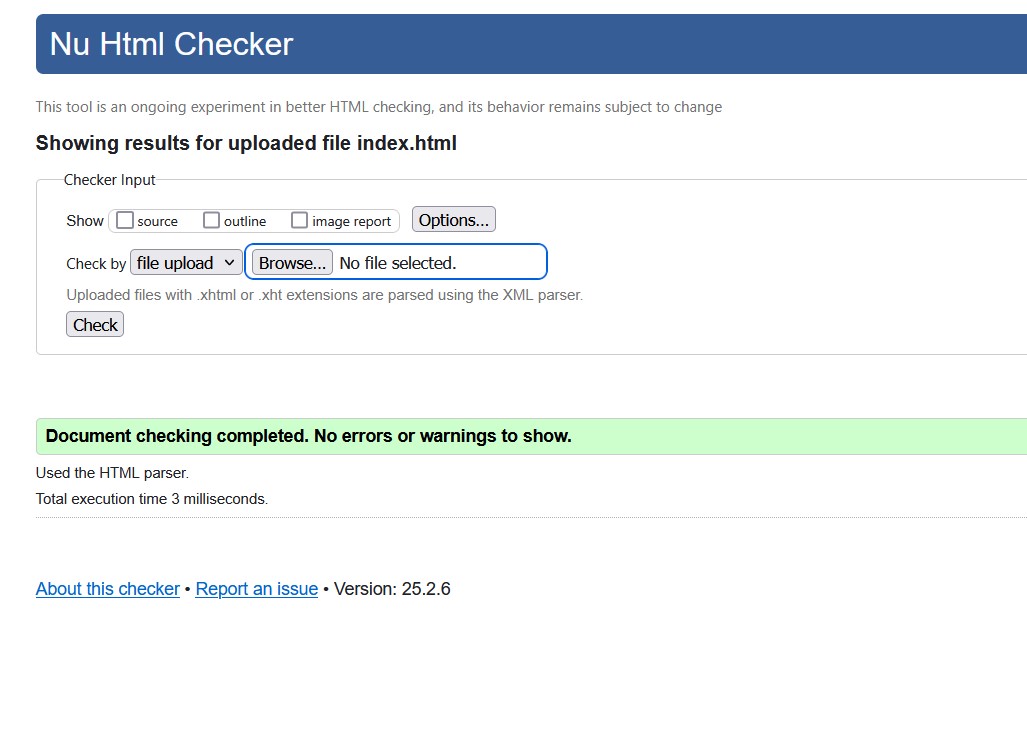 Nu Html Checker
This tool is an ongoing experiment in better HTML checking, and its behavior remains subject to change
Showing results for uploaded file index.html
Checker Input
Show source outline image report Options...
Check by file upload Browse... No file selected.
Uploaded files with .xhtml or .xht extensions are parsed using the XML parser.
Check
Document checking completed. No errors or warnings to show.
Used the HTML parser.
Total execution time 3 milliseconds.
About this checker • Report an issue • Version: 25.2.6